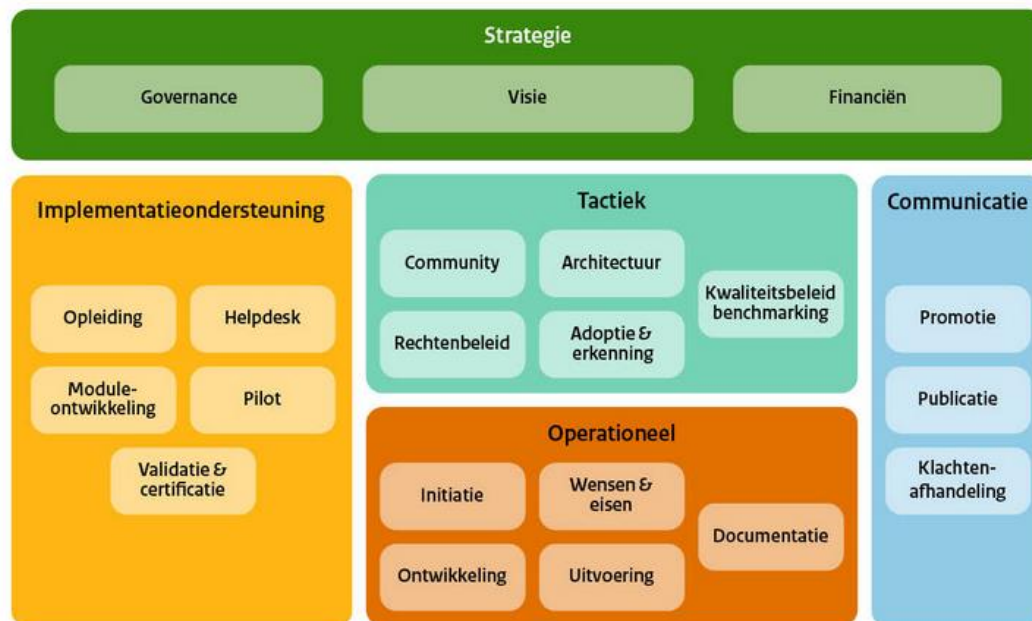 Strategie
Governance
Visie
Financiën
Implementatieondersteuning
Opleiding
Helpdesk
Module-
ontwikkeling
Pilot
Validatie &
certificatie
Tactiek
Community
Architectuur
Rechtenbeleid
Adoptie &
erkenning
Kwaliteitsbeleid
benchmarking
Operationeel
Initiatie
Wensen &
eisen
Ontwikkeling
Uitvoering
Documentatie
Communicatie
Promotie
Publicatie
Klachten-
afhandeling